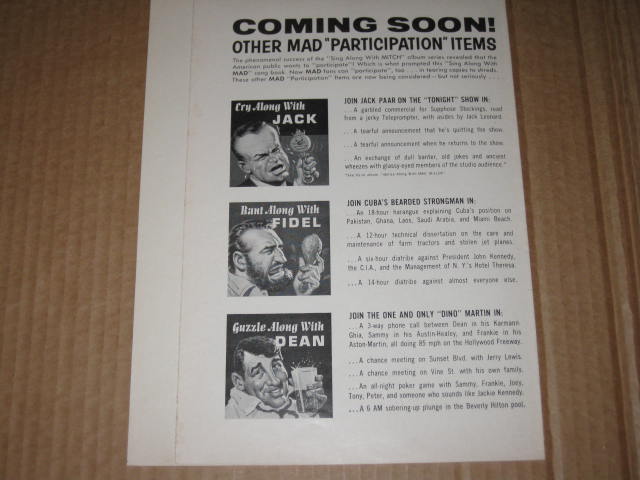 COMING SOON!
OTHER MAD "PARTICIPATION" ITEMS
The phenomenal success of the "Sing Along With MITCH" album series revealed that the
American public wants to "participate"! Which is what prompted this "Sing Along With
MAD" song book. Now MAD fans can "participate", too . . . in tearing copies to shreds.
These other MAD "Participation" Items are now being considered—but not seriously . . .
Cry Along With
JACK
JOIN JACK PAAR ON THE "TONIGHT" SHOW IN:
...A garbled commercial for Supphose Stockings, read
from a jerky Teleprompter, with asides by Jack Leonard.
...A tearful announcement that he's quitting the show.
...A tearful announcement when he returns to the show.
...An exchange of dull banter, old jokes and ancient
wheezes with glassy-eyed members of the studio audience.*
Rant Along With
FIDEL
JOIN CUBA'S BEARDED STRONGMAN IN:
...An 18-hour harangue explaining Cuba's position on
Pakistan, Ghana, Laos, Saudi Arabia, and Miami Beach.
...A 12-hour technical dissertation on the care and
maintenance of farm tractors and stolen jet planes.
...A six-hour diatribe against President John Kennedy,
the C.I.A., and the Management of N. Y.'s Hotel Theresa.
...A 14-hour diatribe against almost everyone else.
Guzzle Along With
DEAN
JOIN THE ONE AND ONLY "DINO" MARTIN IN:
...A 3-way phone call between Dean in his Karmann-
Ghia, Sammy in his Austin-Healey, and Frankie in his
Aston-Martin, all doing 85 mph on the Hollywood Freeway.
...A chance meeting on Sunset Blvd. with Jerry Lewis.
...A chance meeting on Vine St. with his own family.
...An all-night poker game with Sammy, Frankie, Joey,
Tony, Peter, and someone who sounds like Jackie Kennedy.
...A 6 AM sobering-up plunge in the Beverly Hilton pool.